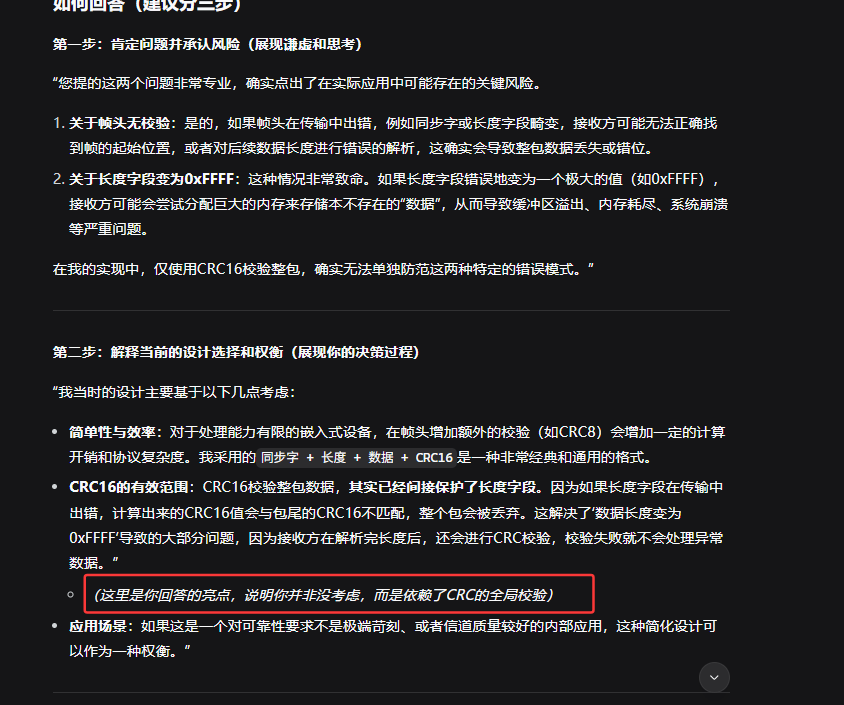 如何回答（建议分三步）
第一步：肯定问题并承认风险（展现谦虚和思考）
“您提的这两个问题非常专业，确实点出了在实际应用中可能存在的关键风险。
1. 关于帧头无校验：是的，如果帧头在传输中出错，例如同步字或长度字段畸变，接收方可能无法正确找
到帧的起始位置，或者对后续数据长度进行错误的解析，这确实会导致整包数据丢失或错位。
2. 关于长度字段变为0xFFFF：这种情况非常致命。如果长度字段错误地变为一个极大的值（如0xFFFF），
接收方可能会尝试分配巨大的内存来存储本不存在的“数据”，从而导致缓冲区溢出、内存耗尽、系统崩溃
等严重问题。
在我的实现中，仅使用CRC16校验整包，确实无法单独防范这两种特定的错误模式。”
第二步：解释当前的设计选择和权衡（展现你的决策过程）
“我当时的设计主要基于以下几点考虑：
• 简单性与效率：对于处理能力有限的嵌入式设备，在帧头增加额外的校验（如CRC8）会增加一定的计算
开销和协议复杂度。我采用的 同步字 + 长度 + 数据 + CRC16 是一种非常经典和通用的格式。
• CRC16的有效范围：CRC16校验整包数据，其实已经间接保护了长度字段。因为如果长度字段在传输中
出错，计算出来的CRC16值会与包尾的CRC16不匹配，整个包会被丢弃。这解决了‘数据长度变为
0xFFFF’导致的大部分问题，因为接收方在解析完长度后，还会进行CRC校验，校验失败就不会处理异常
数据。”
○ （这里是你回答的亮点，说明你并非没考虑，而是依赖了CRC的全局校验）
• 应用场景：如果这是一个对可靠性要求不是极端苛刻、或者信道质量较好的内部应用，这种简化设计可
以作为一种权衡。”